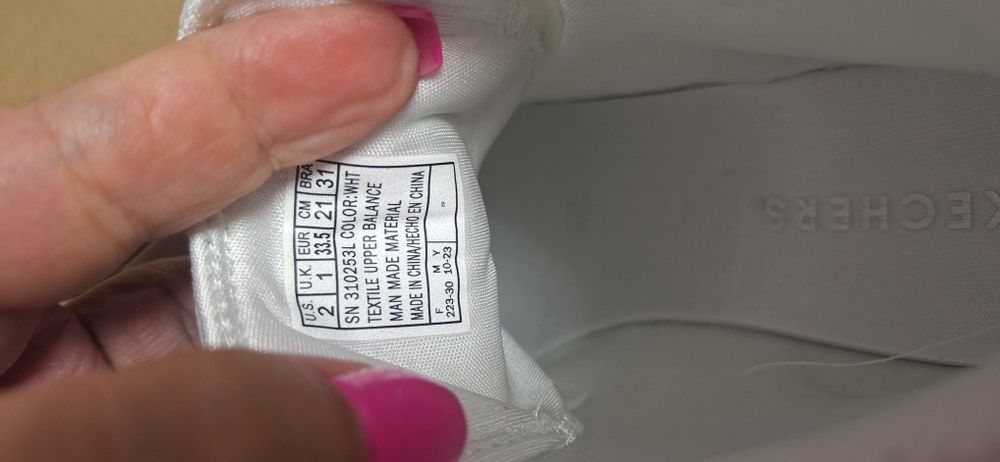 U.S. U.K. EUR CM BRA
2 1 33.5 21 31
SN 310253L COLOR:WHT
TEXTILE UPPER BALANCE
MAN MADE MATERIAL
MADE IN CHINA/HECHO EN CHINA
F M Y
223-30 10-23
KECHERS